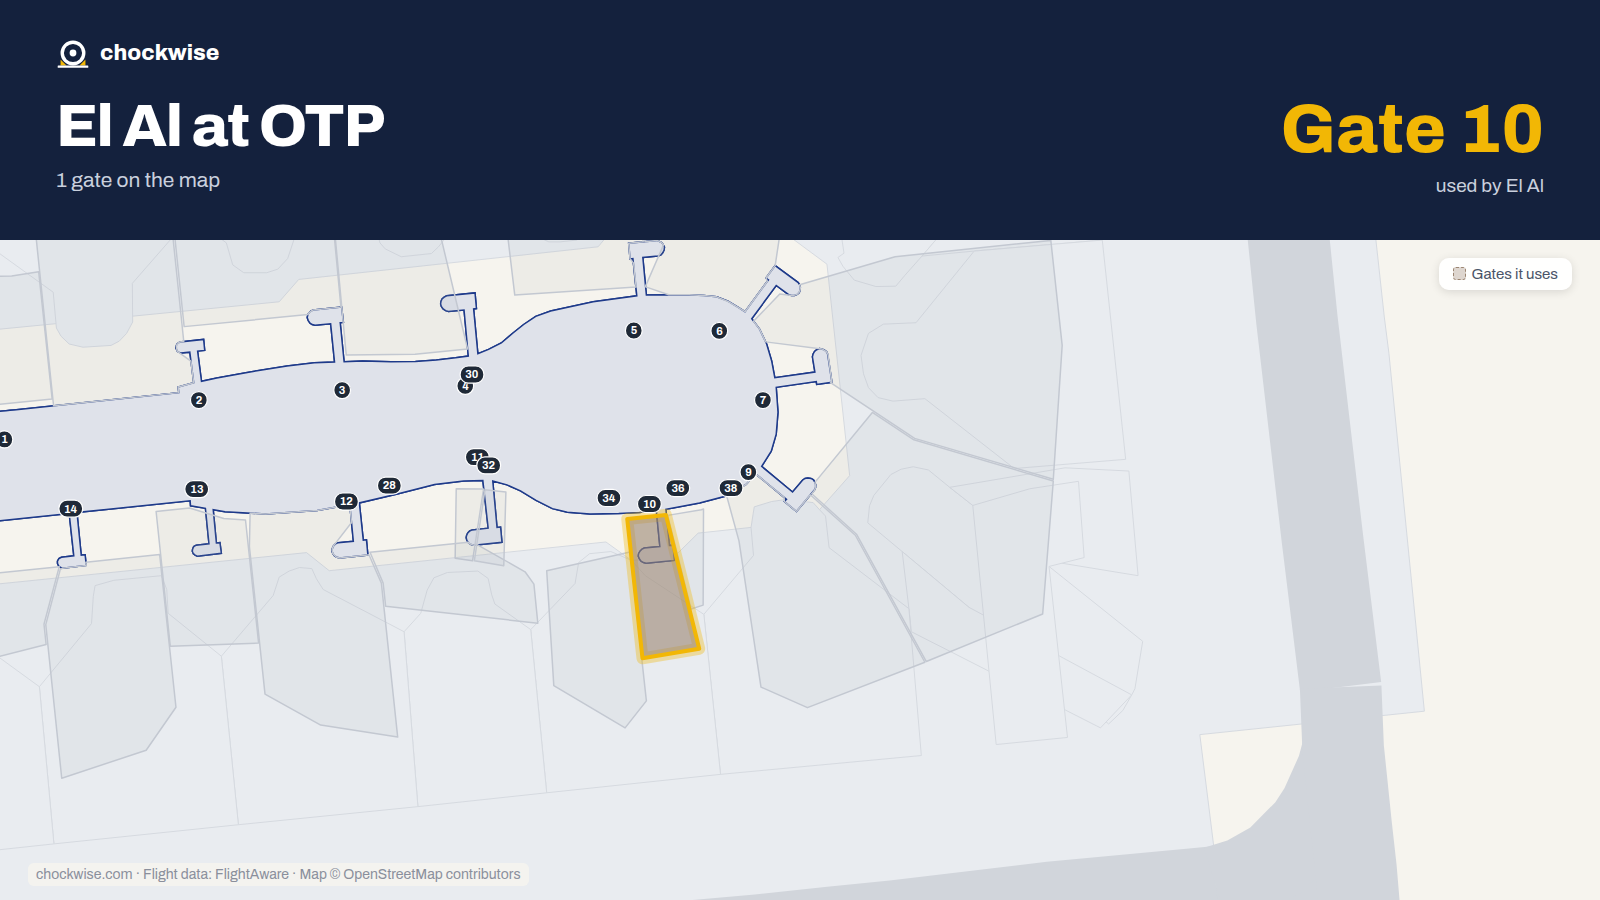 chockwise
El Al at OTP
1 gate on the map
Gate 10
used by El Al
Gates it uses
5
6
30
4
3
2
7
1
11
32
9
28
13
12
34
10
36
38
14
chockwise.com · Flight data: FlightAware · Map © OpenStreetMap contributors